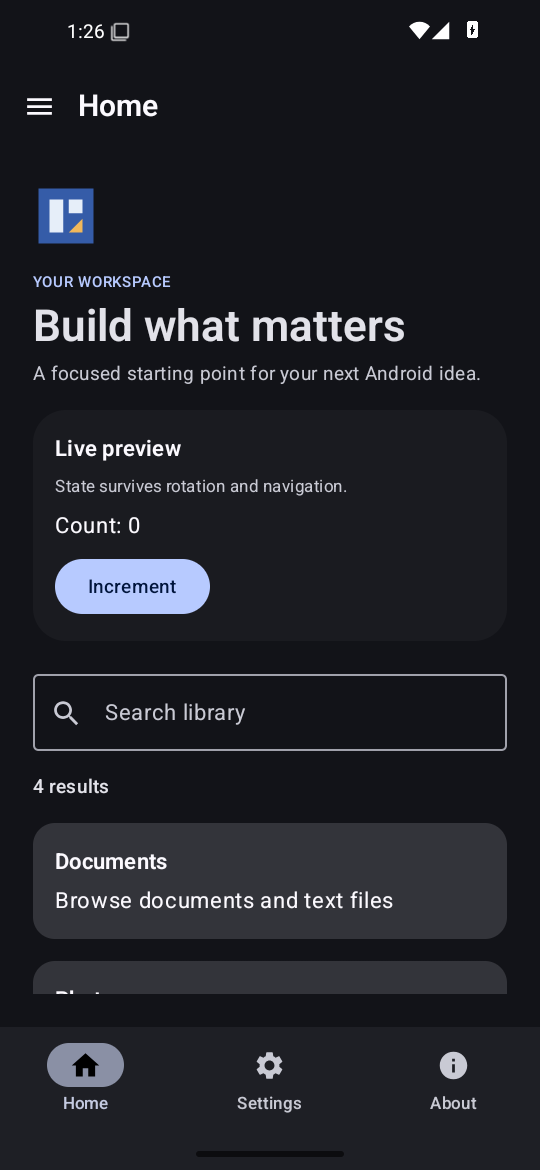 1:26
Home
YOUR WORKSPACE
Build what matters
A focused starting point for your next Android idea.
Live preview
State survives rotation and navigation.
Count: 0
Increment
Search library
4 results
Documents
Browse documents and text files
Home
Settings
About